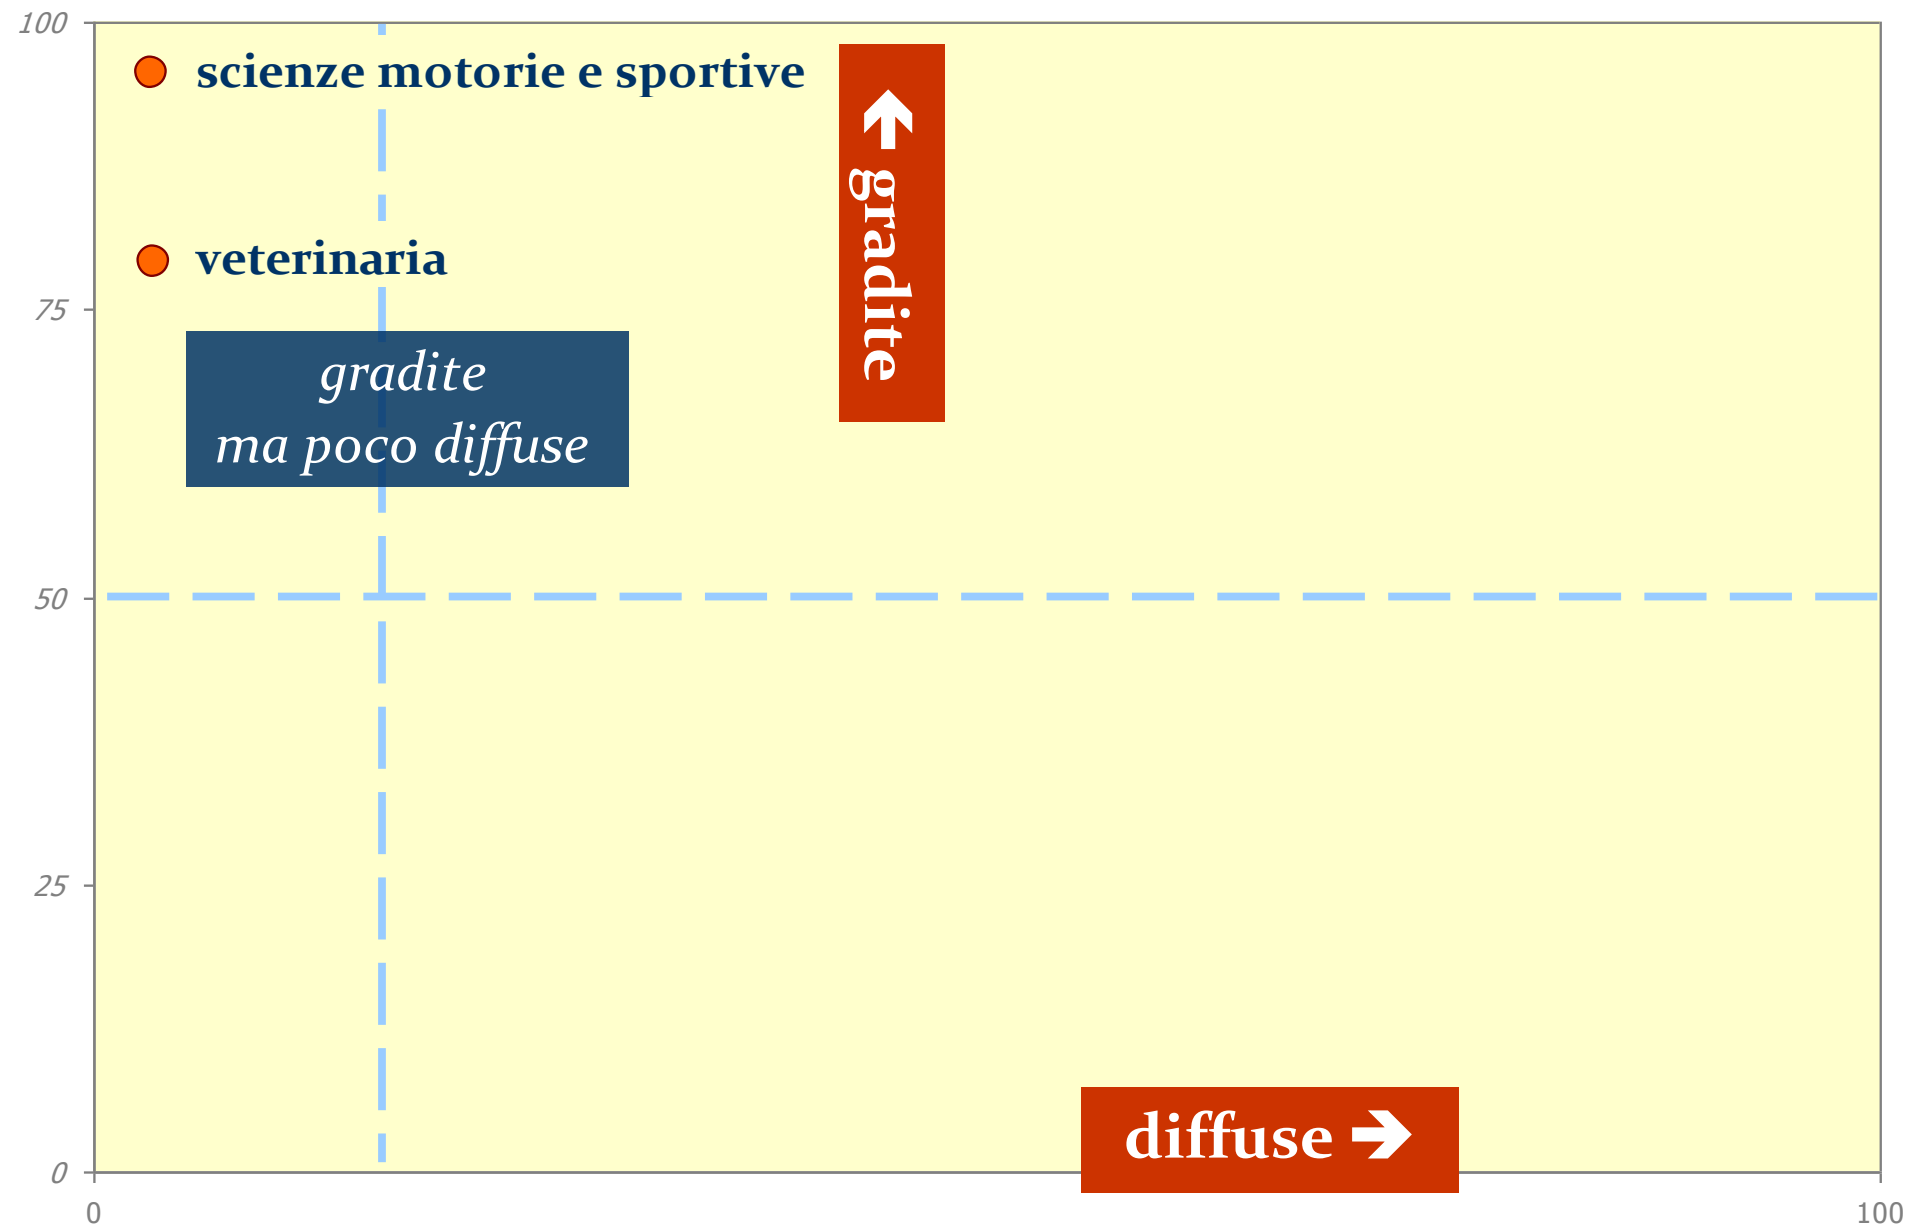 100
scienze motorie e sportive
🡨 gradite
veterinaria
75
gradite
ma poco diffuse
50
25
diffuse 🡪
0
0
100